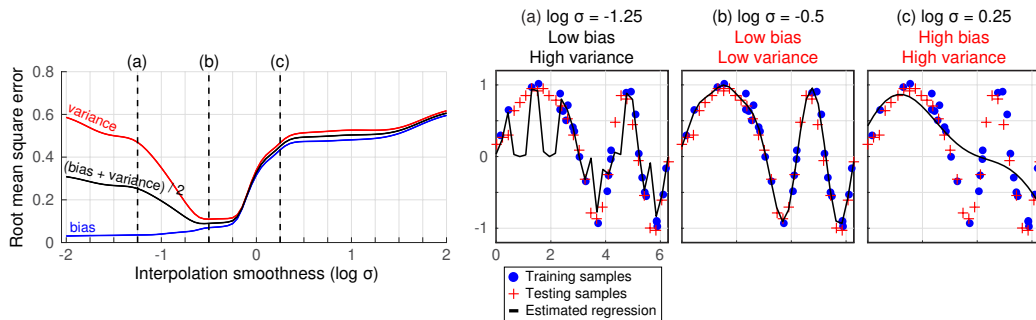 (a) (b) (c)
0.8
0.6
0.4
0.2
0
Root mean square error
variance
(bias + variance) / 2
bias
-2 -1 0 1 2
Interpolation smoothness (log σ)
(a) log σ = -1.25
Low bias
High variance
(b) log σ = -0.5
Low bias
Low variance
(c) log σ = 0.25
High bias
High variance
1
0
-1
0 2 4 6
Training samples
Testing samples
Estimated regression